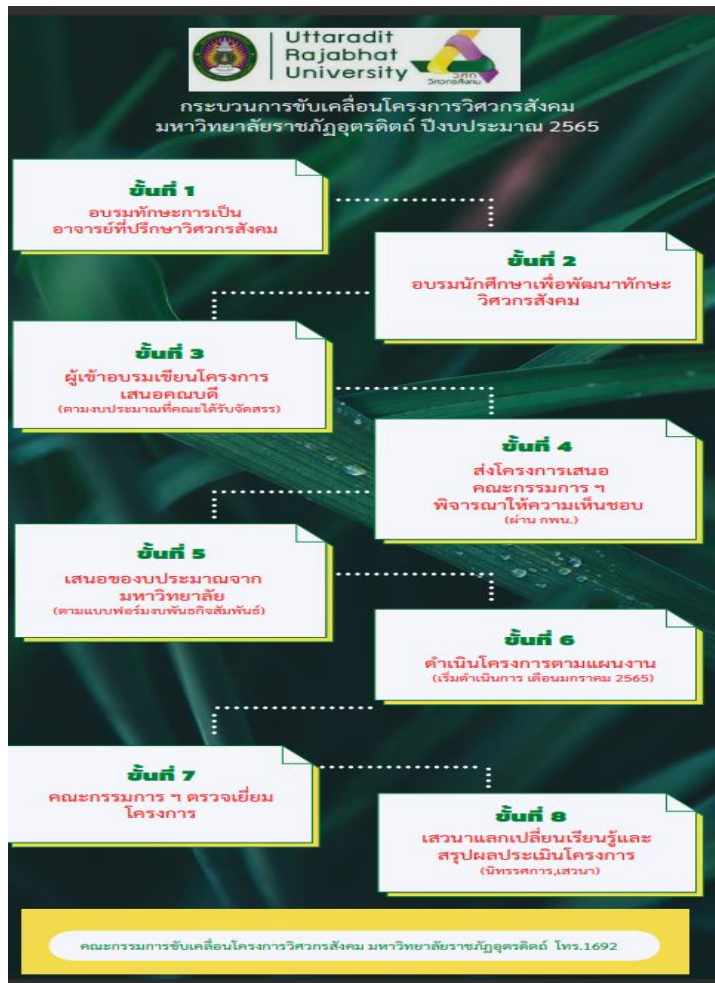 Uttaradit
Rajabhat
University
วิศก
วิศวกรสังคม
กระบวนการขับเคลื่อนโครงการวิศวกรสังคม
มหาวิทยาลัยราชภัฏอุตรดิตถ์ ปีงบประมาณ 2565
ขั้นที่ 1
อบรมทักษะการเป็น
อาจารย์ที่ปรึกษาวิศวกรสังคม
ขั้นที่ 2
อบรมนักศึกษาเพื่อพัฒนาทักษะ
วิศวกรสังคม
ขั้นที่ 3
ผู้เข้าอบรมเขียนโครงการ
เสนอคณบดี
(ตามงบประมาณที่คณะได้รับจัดสรร)
ขั้นที่ 4
ส่งโครงการเสนอ
คณะกรรมการ ฯ
พิจารณาให้ความเห็นชอบ
(ผ่าน กพน.)
ขั้นที่ 5
เสนอของบประมาณจาก
มหาวิทยาลัย
(ตามแบบฟอร์มงบพันธกิจสัมพันธ์)
ขั้นที่ 6
ดำเนินโครงการตามแผนงาน
(เริ่มดำเนินการ เดือนมกราคม 2565)
ขั้นที่ 7
คณะกรรมการ ฯ ตรวจเยี่ยม
โครงการ
ขั้นที่ 8
เสวนาแลกเปลี่ยนเรียนรู้และ
สรุปผลประเมินโครงการ
(นิทรรศการ,เสวนา)
คณะกรรมการขับเคลื่อนโครงการวิศวกรสังคม มหาวิทยาลัยราชภัฏอุตรดิตถ์ โทร.1692